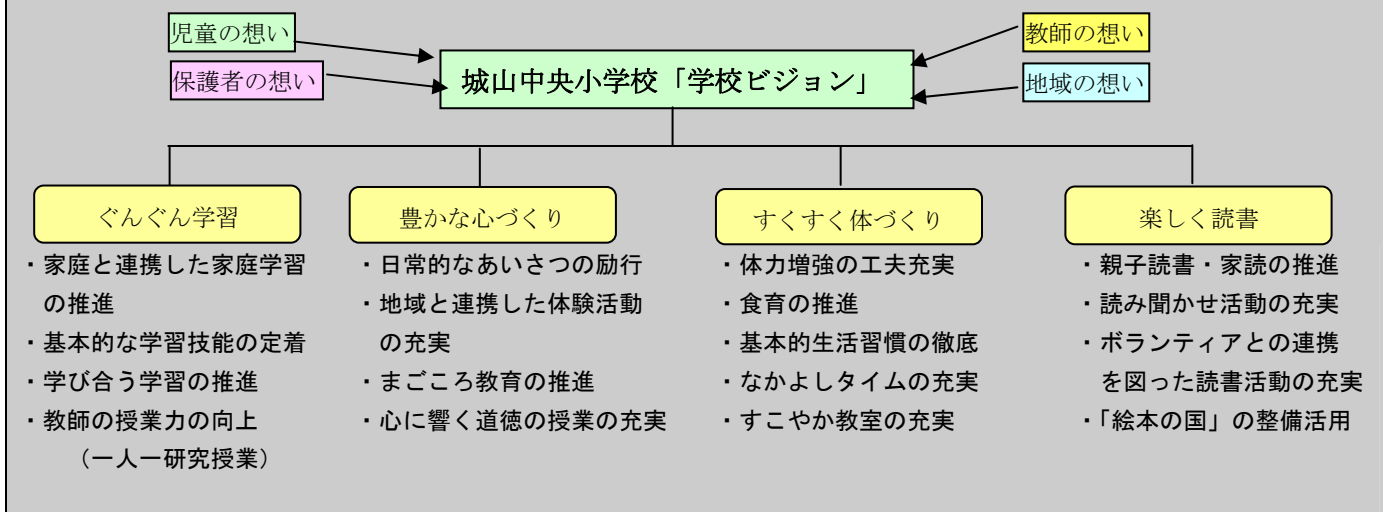 児童の想い
保護者の想い
教師の想い
地域の想い
城山中央小学校「学校ビジョン」
ぐんぐん学習
・家庭と連携した家庭学習
の推進
・基本的な学習技能の定着
・学び合う学習の推進
・教師の授業力の向上
（一人一研究授業）
豊かな心づくり
・日常的なあいさつの励行
・地域と連携した体験活動
の充実
・まごころ教育の推進
・心に響く道徳の授業の充実
すくすく体づくり
・体力増強の工夫充実
・食育の推進
・基本的生活習慣の徹底
・なかよしタイムの充実
・すこやか教室の充実
楽しく読書
・親子読書・家読の推進
・読み聞かせ活動の充実
・ボランティアとの連携
を図った読書活動の充実
・「絵本の国」の整備活用